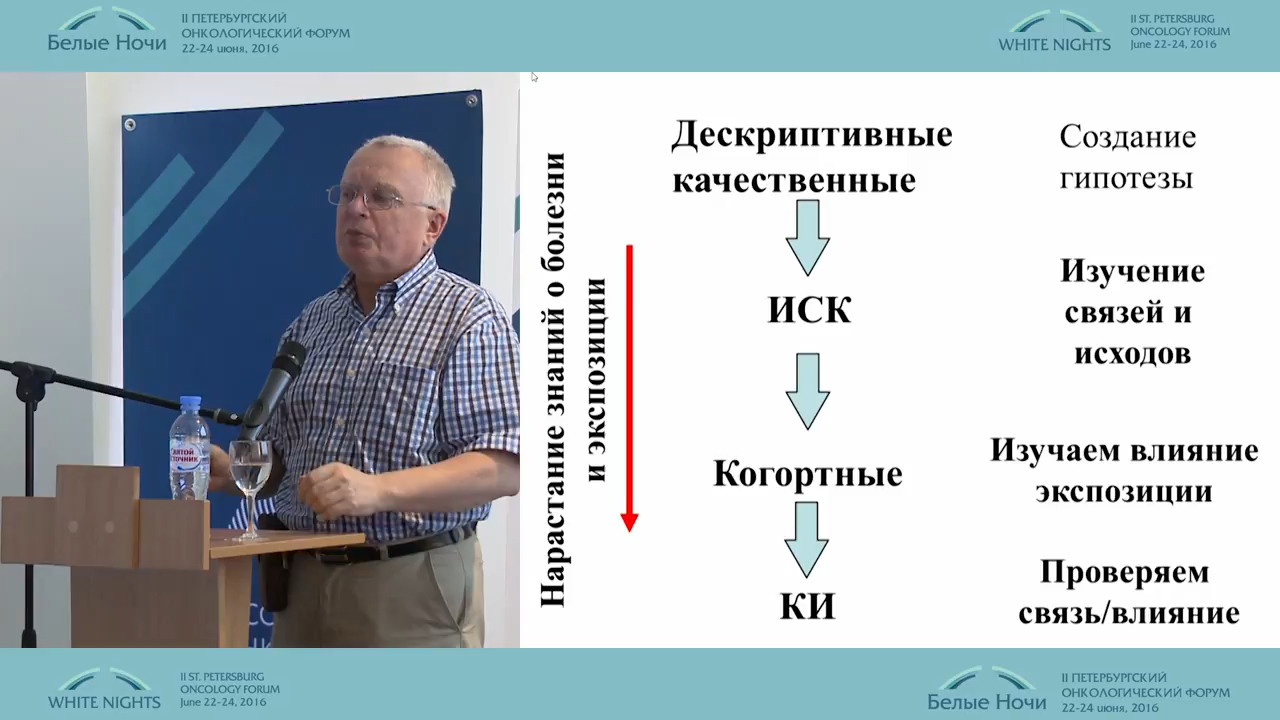 Белые Ночи
II ПЕТЕРБУРГСКИЙ
ОНКОЛОГИЧЕСКИЙ ФОРУМ
22-24 июня, 2016
WHITE NIGHTS
II ST. PETERSBURG
ONCOLOGY FORUM
June 22-24, 2016
Нарастание знаний о болезни
и экспозиции
Дескриптивные
качественные
Создание
гипотезы
ИСК
Изучение
связей и
исходов
Когортные
Изучаем влияние
экспозиции
КИ
Проверяем
связь/влияние
WHITE NIGHTS
II ST. PETERSBURG
ONCOLOGY FORUM
June 22-24, 2016
Белые Ночи
II ПЕТЕРБУРГСКИЙ
ОНКОЛОГИЧЕСКИЙ ФОРУМ
22-24 июня, 2016